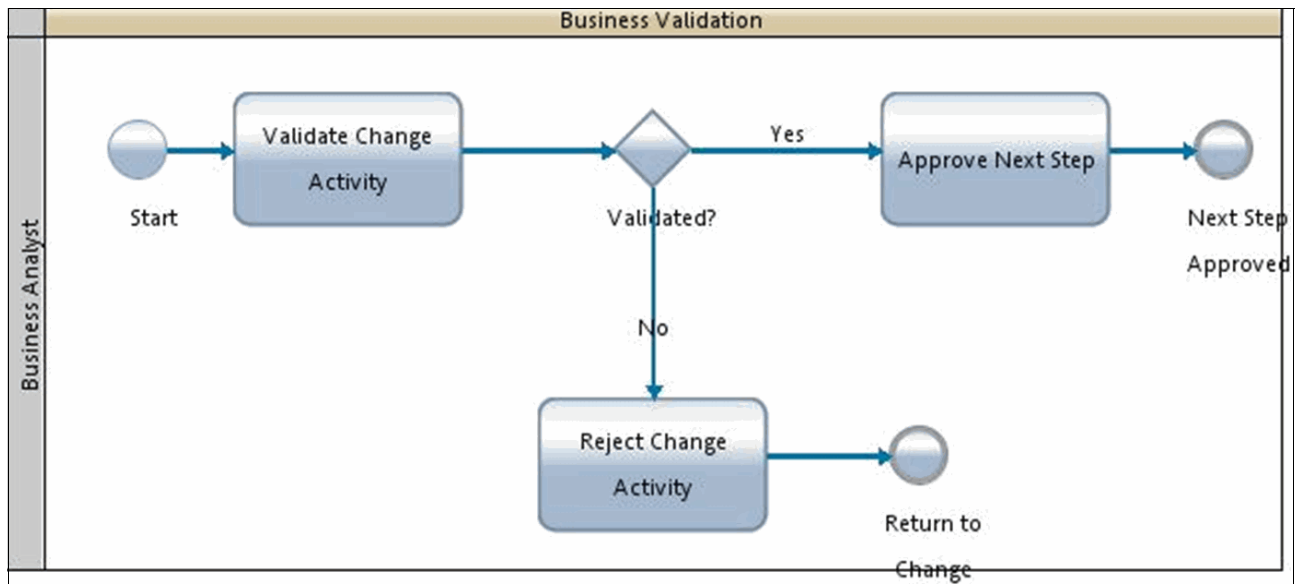 Business Validation
Business Analyst
Start
Validate Change
Activity
Validated?
Yes
No
Approve Next Step
Next Step
Approved
Reject Change
Activity
Return to
Change